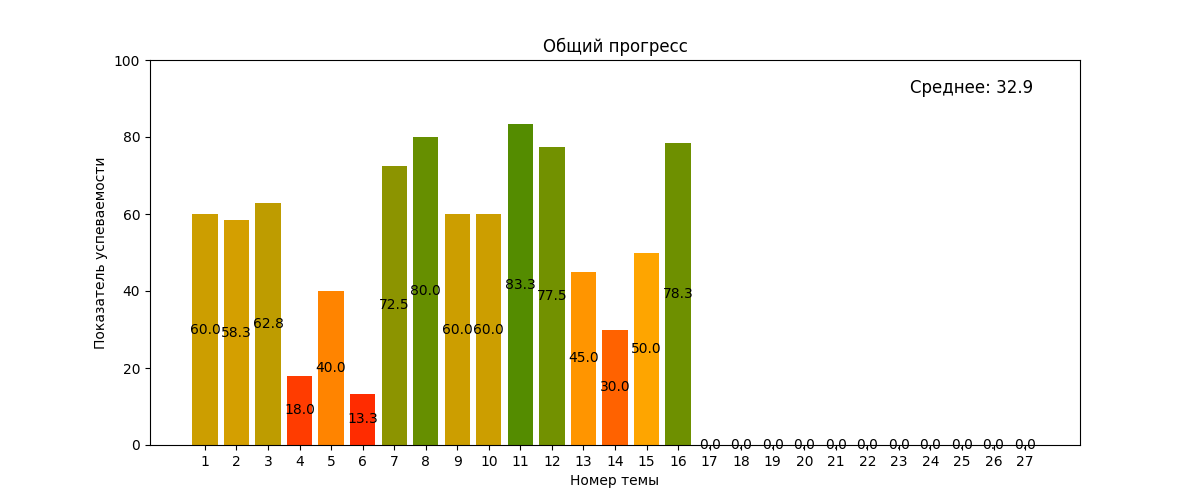 Общий прогресс
Среднее: 32.9
Показатель успеваемости
100
80
60
40
20
0
60.0 58.3 62.8 18.0 40.0 13.3 72.5 80.0 60.0 60.0 83.3 77.5 45.0 30.0 50.0 78.3 0.0 0.0 0.0 0.0 0.0 0.0 0.0 0.0 0.0 0.0 0.0
1 2 3 4 5 6 7 8 9 10 11 12 13 14 15 16 17 18 19 20 21 22 23 24 25 26 27
Номер темы